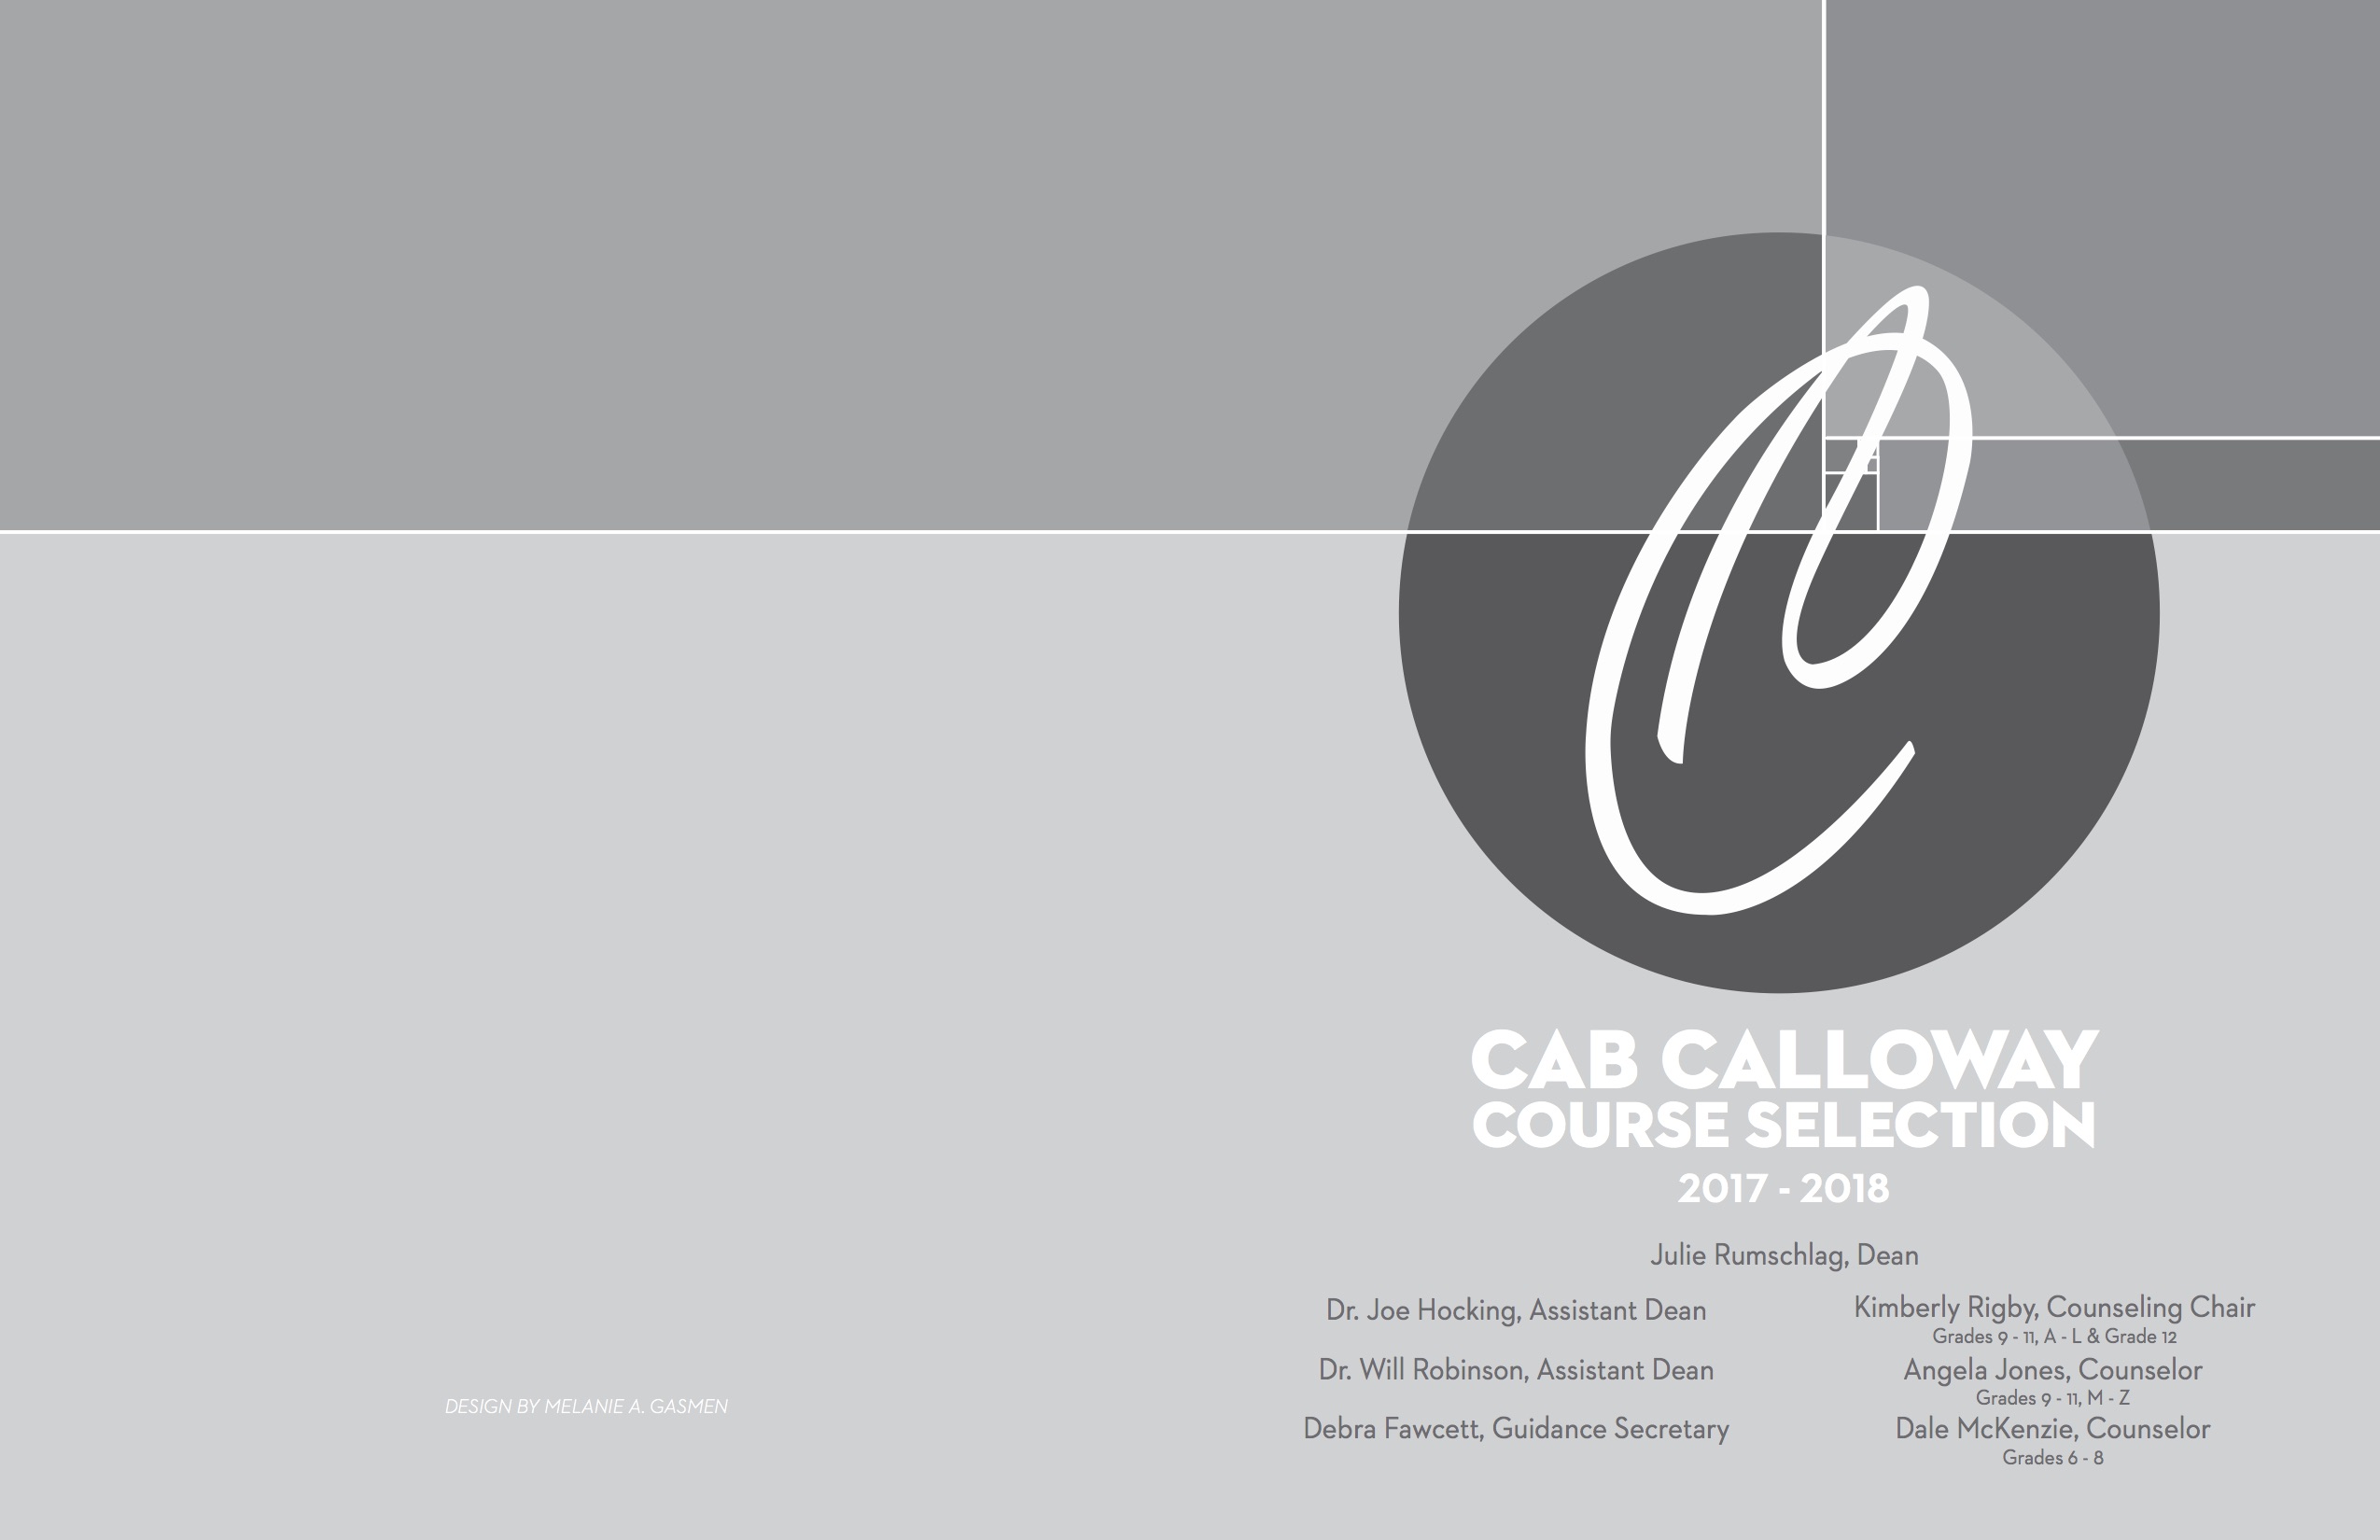 C
CAB CALLOWAY
COURSE SELECTION
2017 - 2018
Julie Rumschlag, Dean
Dr. Joe Hocking, Assistant Dean
Dr. Will Robinson, Assistant Dean
Debra Fawcett, Guidance Secretary
Kimberly Rigby, Counseling Chair
Grades 9 - 11, A - L & Grade 12
Angela Jones, Counselor
Grades 9 - 11, M - Z
Dale McKenzie, Counselor
Grades 6 - 8
DESIGN BY MELANIE A. GASMEN